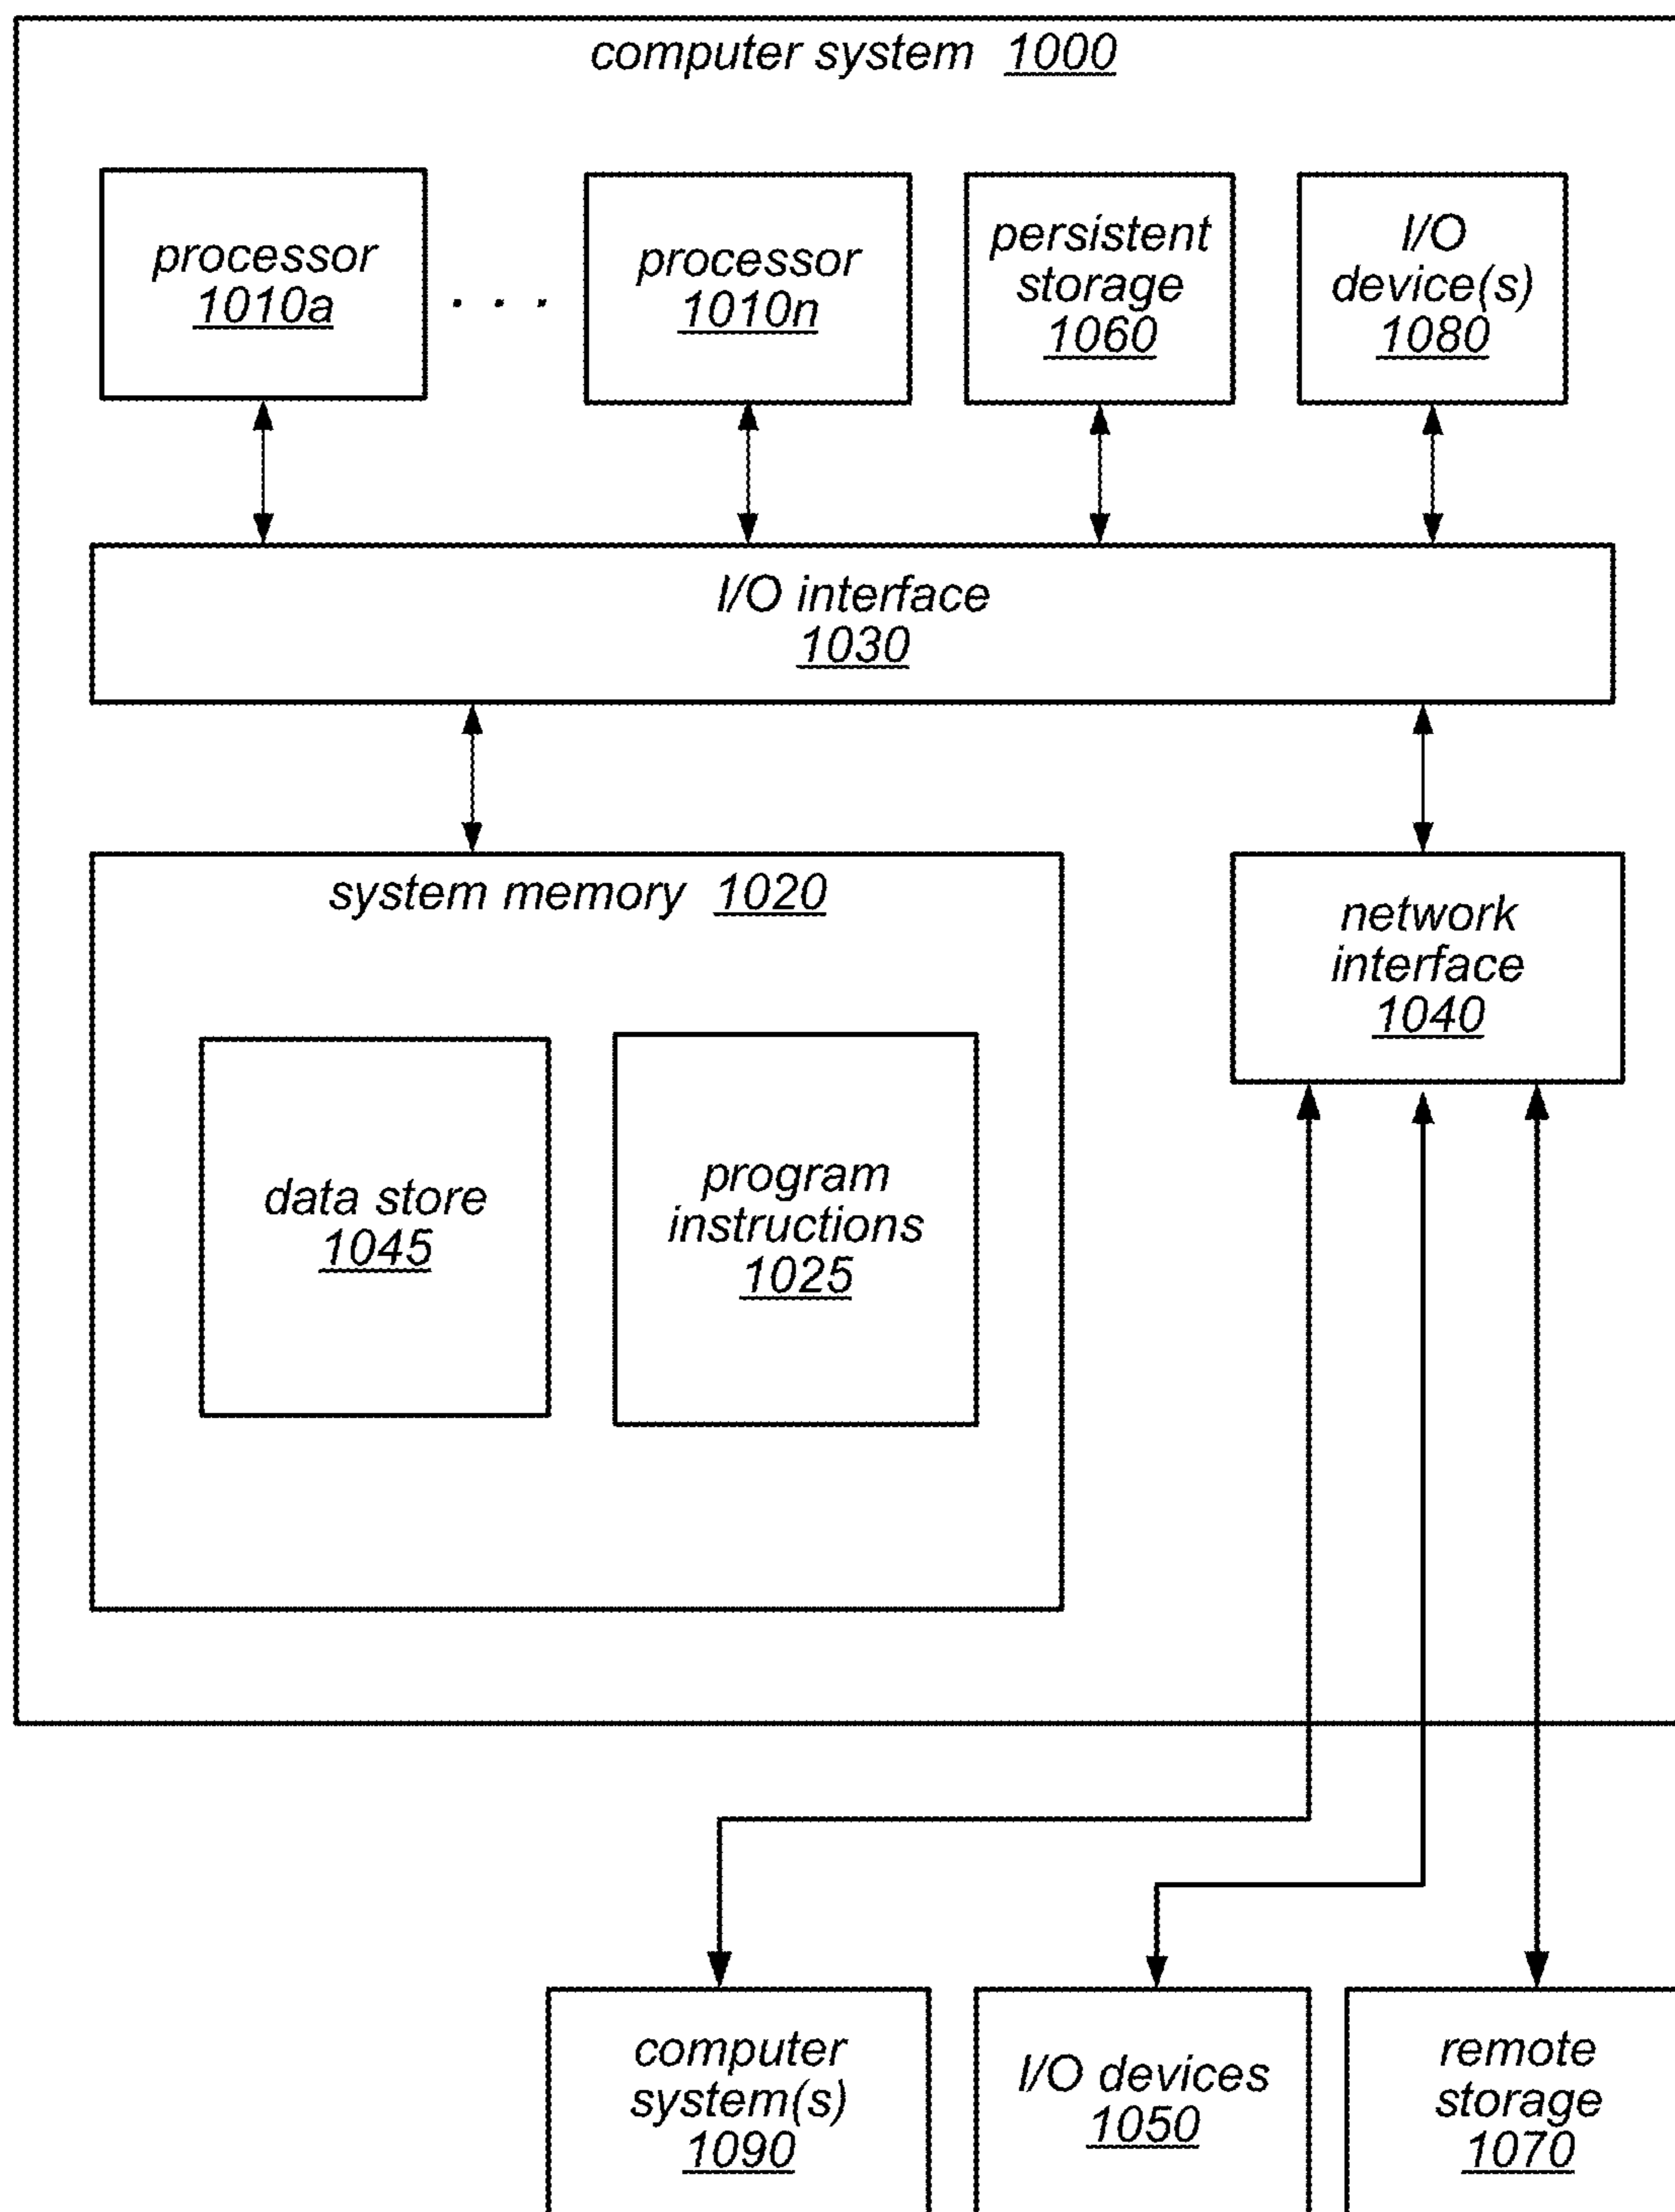 computer system 1000
processor
1010a
. . .
processor
1010n
persistent
storage
1060
I/O
device(s)
1080
I/O interface
1030
system memory 1020
network
interface
1040
data store
1045
program
instructions
1025
computer
system(s)
1090
I/O devices
1050
remote
storage
1070